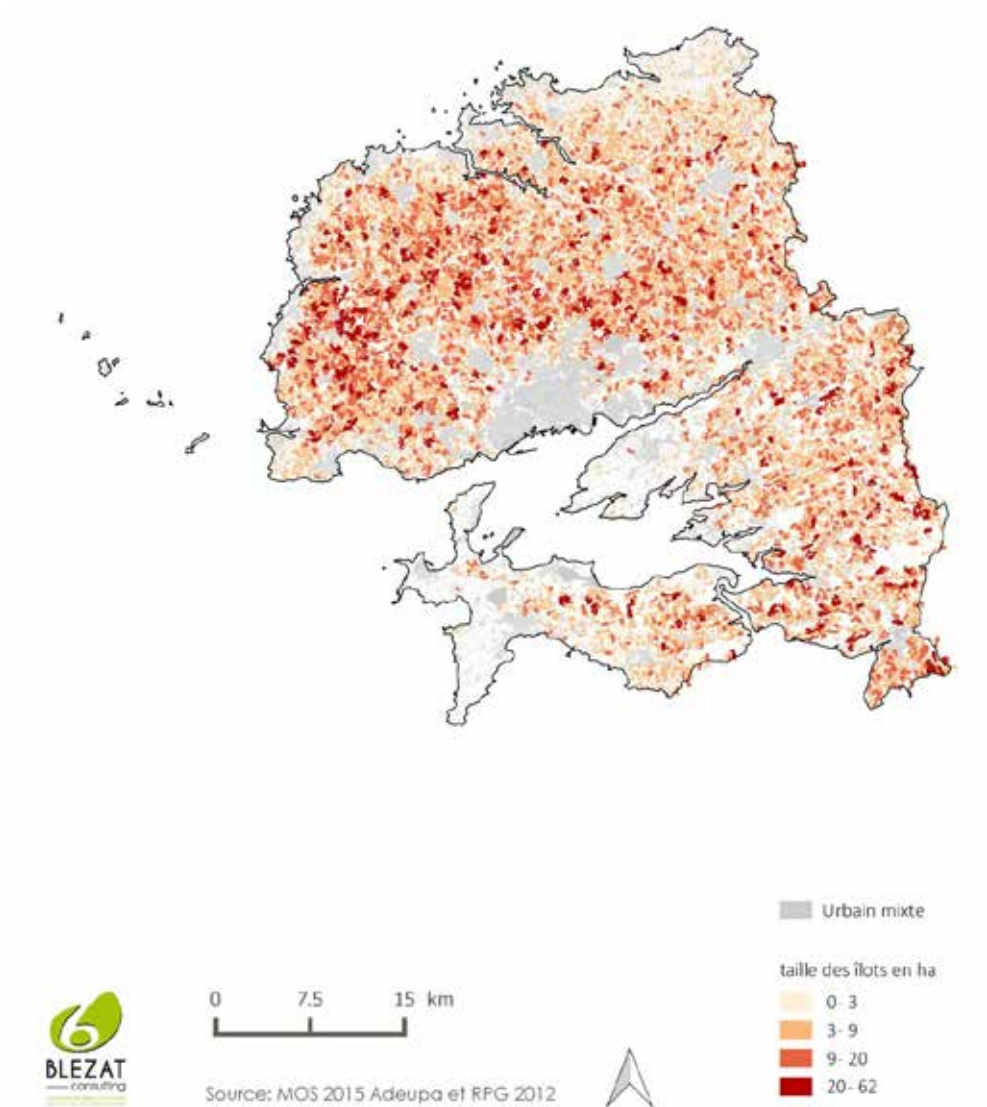 Urbain mixte
taille des îlots en ha
0- 3
3- 9
9- 20
20- 62
0 7.5 15 km
6
BLEZAT
consulting
Source: MOS 2015 Adeupa et RPG 2012